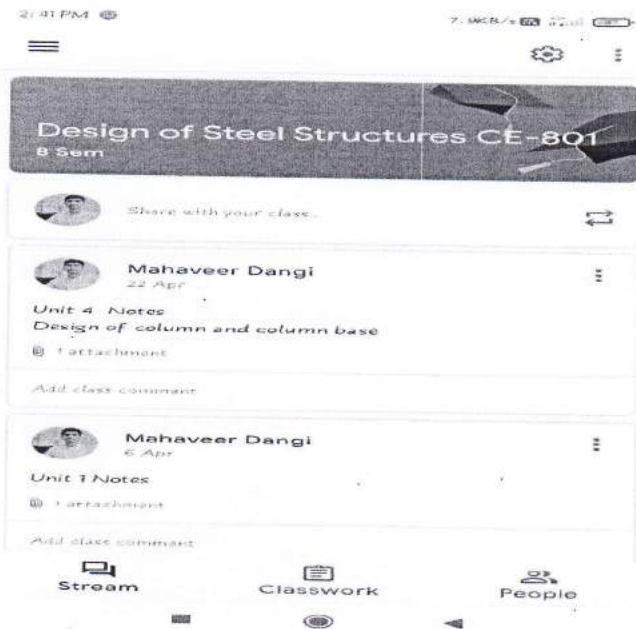 2:41 PM
7.9KB/s
Design of Steel Structures CE-801
8 Sem
Share with your class...
Mahaveer Dangi
22 Apr
Unit 4 Notes
Design of column and column base
1 attachment
Add class comment
Mahaveer Dangi
6 Apr
Unit 1 Notes
1 attachment
Add class comment
Stream
Classwork
People